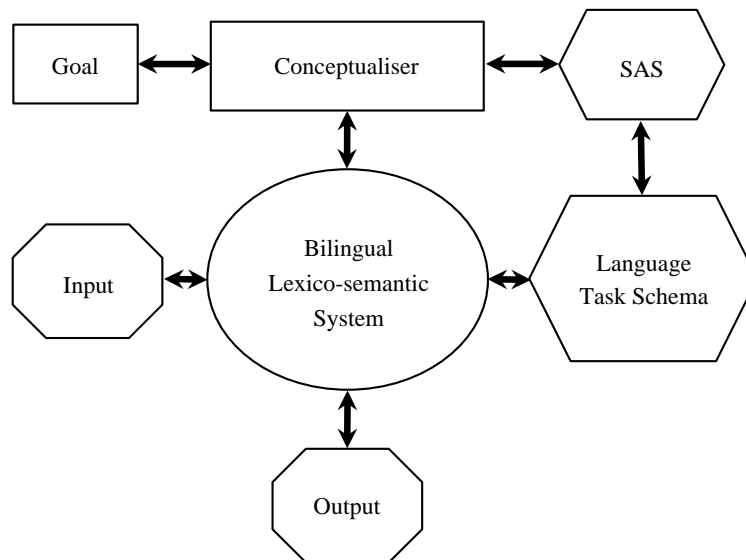 Goal
Conceptualiser
SAS
Input
Bilingual
Lexico-semantic
System
Language
Task Schema
Output